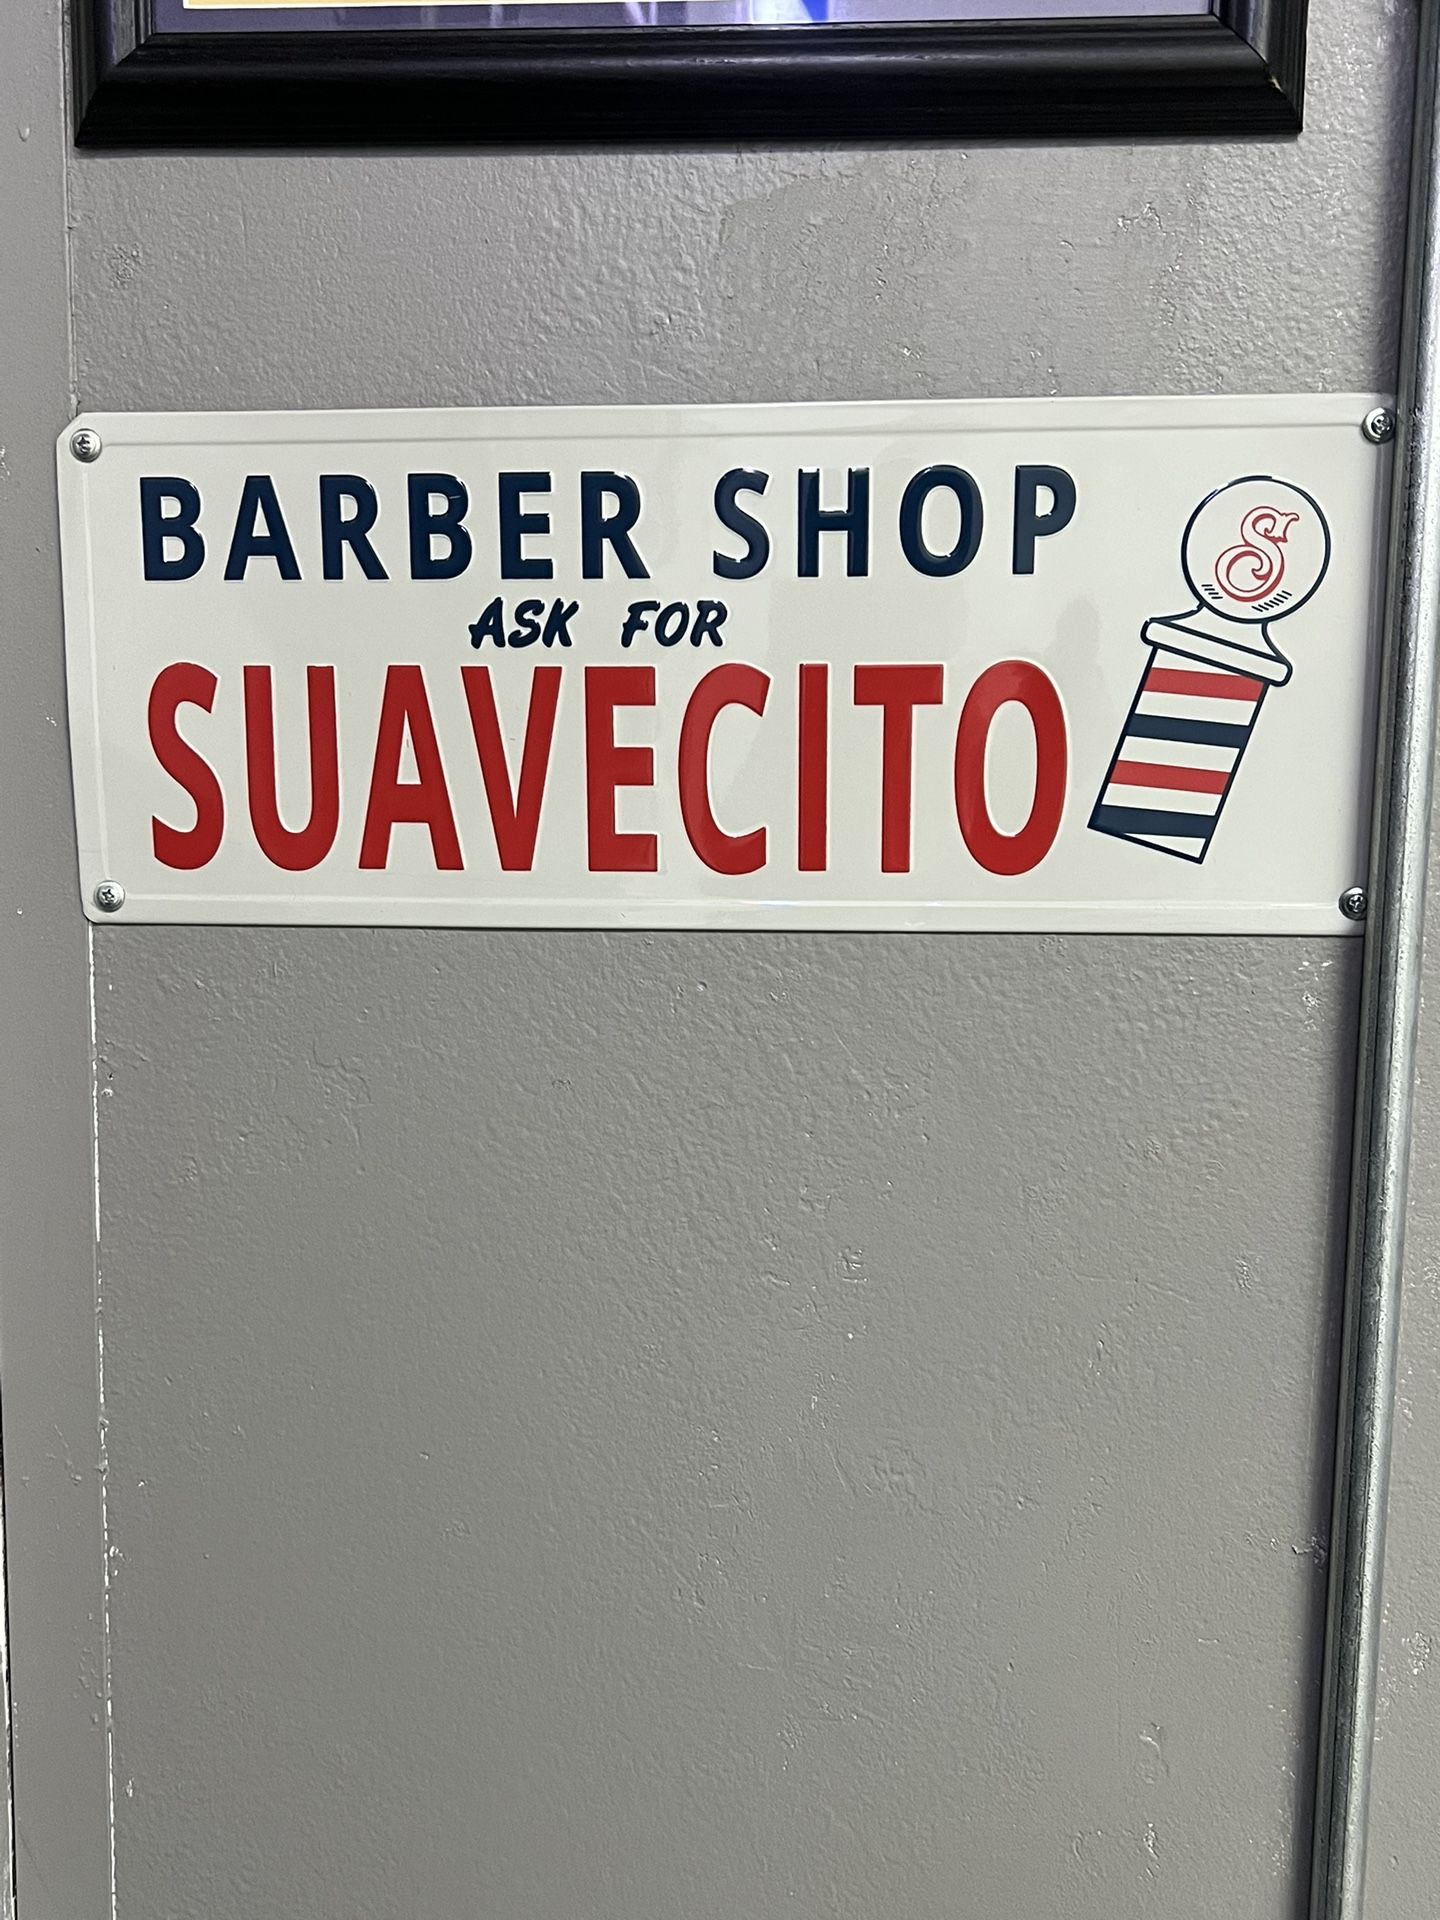 BARBER SHOP
ASK FOR
SUAVECITO
S